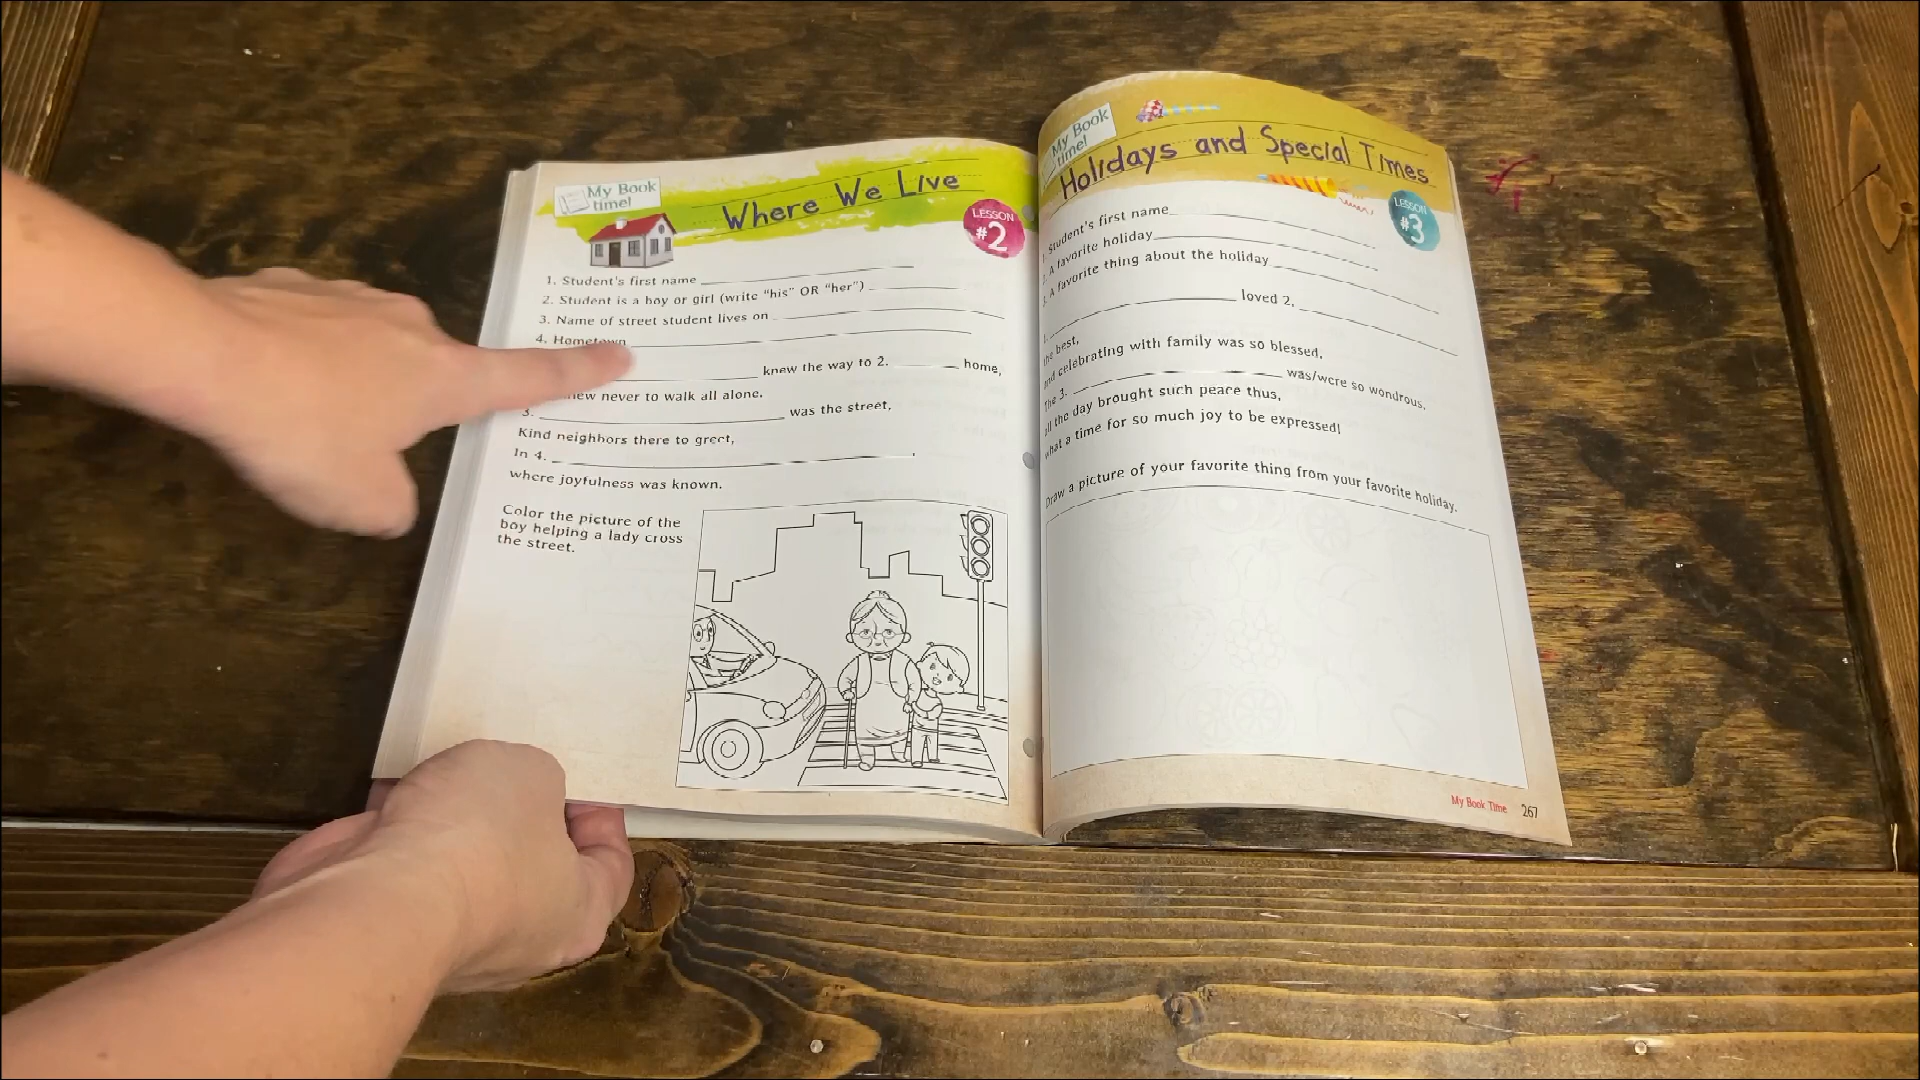 My Book
time!
Where We Live
LESSON
#2
1. Student's first name
2. Student is a boy or girl (write "his" OR "her")
3. Name of street student lives on
4. Hometown
knew the way to 2. home,
never to walk all alone.
3. was the street,
Kind neighbors there to greet,
In 4. .
where joyfulness was known.
Color the picture of the
boy helping a lady cross
the street.
My Book
time!
Holidays and Special Times
LESSON
#3
1. Student's first name
2. A favorite holiday
3. A favorite thing about the holiday
1. loved 2.
the best,
and celebrating with family was so blessed,
The 3. was/were so wondrous,
all the day brought such peace thus,
what a time for so much joy to be expressed!
Draw a picture of your favorite thing from your favorite holiday.
My Book Time 267